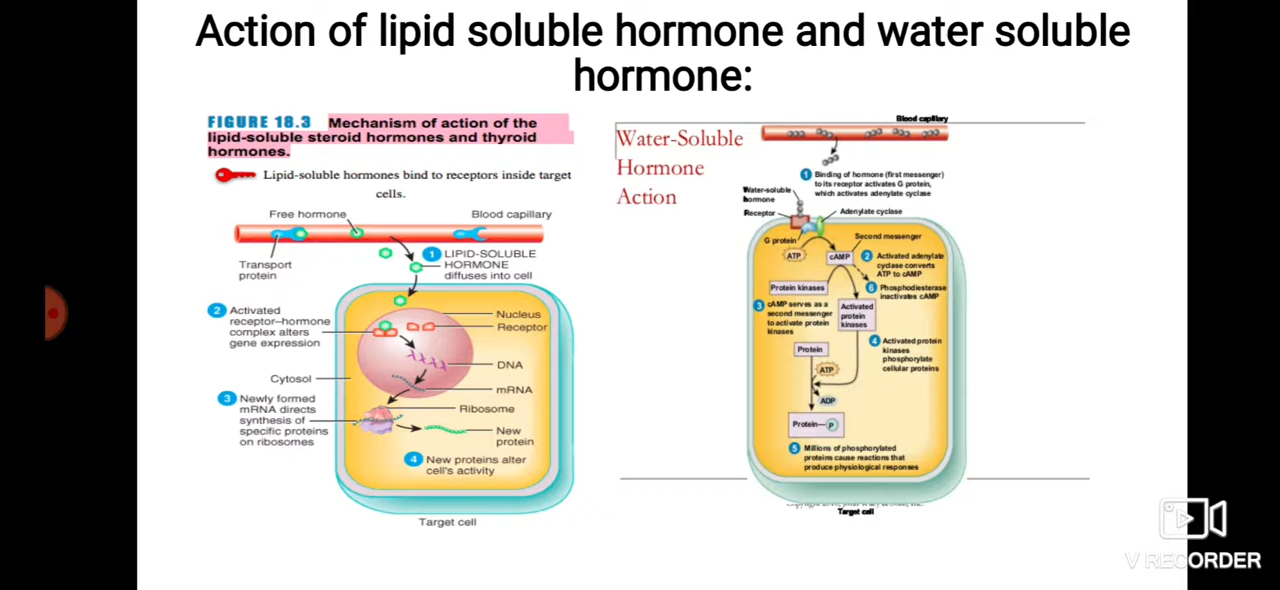 Action of lipid soluble hormone and water soluble
hormone:
FIGURE 18.3 Mechanism of action of the
lipid-soluble steroid hormones and thyroid
hormones.
Lipid-soluble hormones bind to receptors inside target
cells.
Free hormone
Blood capillary
Transport
protein
1 LIPID-SOLUBLE
HORMONE
diffuses into cell
2 Activated
receptor–hormone
complex alters
gene expression
Nucleus
Receptor
DNA
Cytosol
mRNA
3 Newly formed
mRNA directs
synthesis of
specific proteins
on ribosomes
Ribosome
New
protein
4 New proteins alter
cell's activity
Target cell
Water-Soluble
Hormone
Action
Blood capillary
1 Binding of hormone (first messenger)
to its receptor activates G protein,
which activates adenylate cyclase
Water-soluble
hormone
Receptor
Adenylate cyclase
G protein
Second messenger
ATP
cAMP
2 Activated adenylate
cyclase converts
ATP to cAMP
6 Phosphodiesterase
inactivates cAMP
Protein kinases
3 cAMP serves as a
second messenger
to activate protein
kinases
Activated
protein
kinases
4 Activated protein
kinases
phosphorylate
cellular proteins
Protein
ATP
ADP
Protein— P
5 Millions of phosphorylated
proteins cause reactions that
produce physiological responses
Target cell
V RECORDER